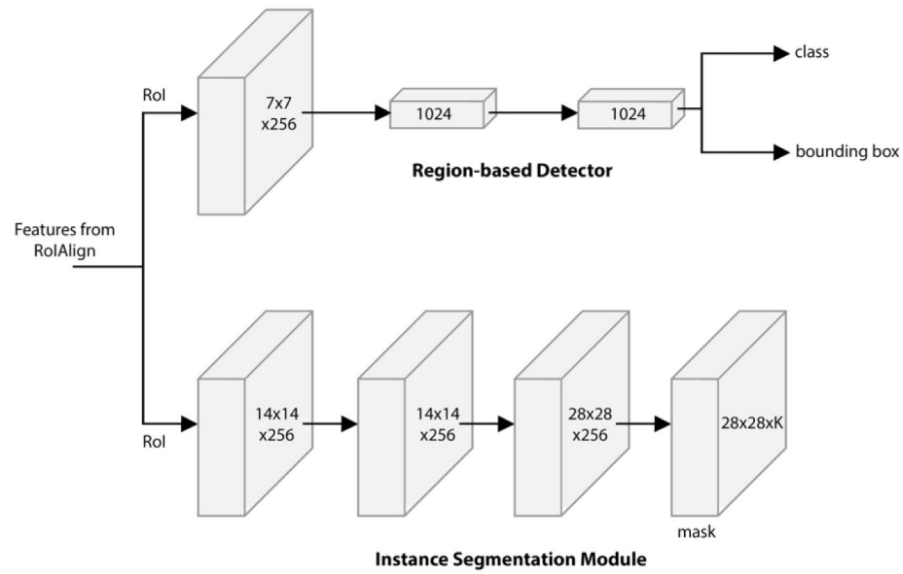 RoI
7x7
x256
1024
1024
class
bounding box
Region-based Detector
Features from
RoIAlign
RoI
14x14
x256
14x14
x256
28x28
x256
28x28xK
mask
Instance Segmentation Module